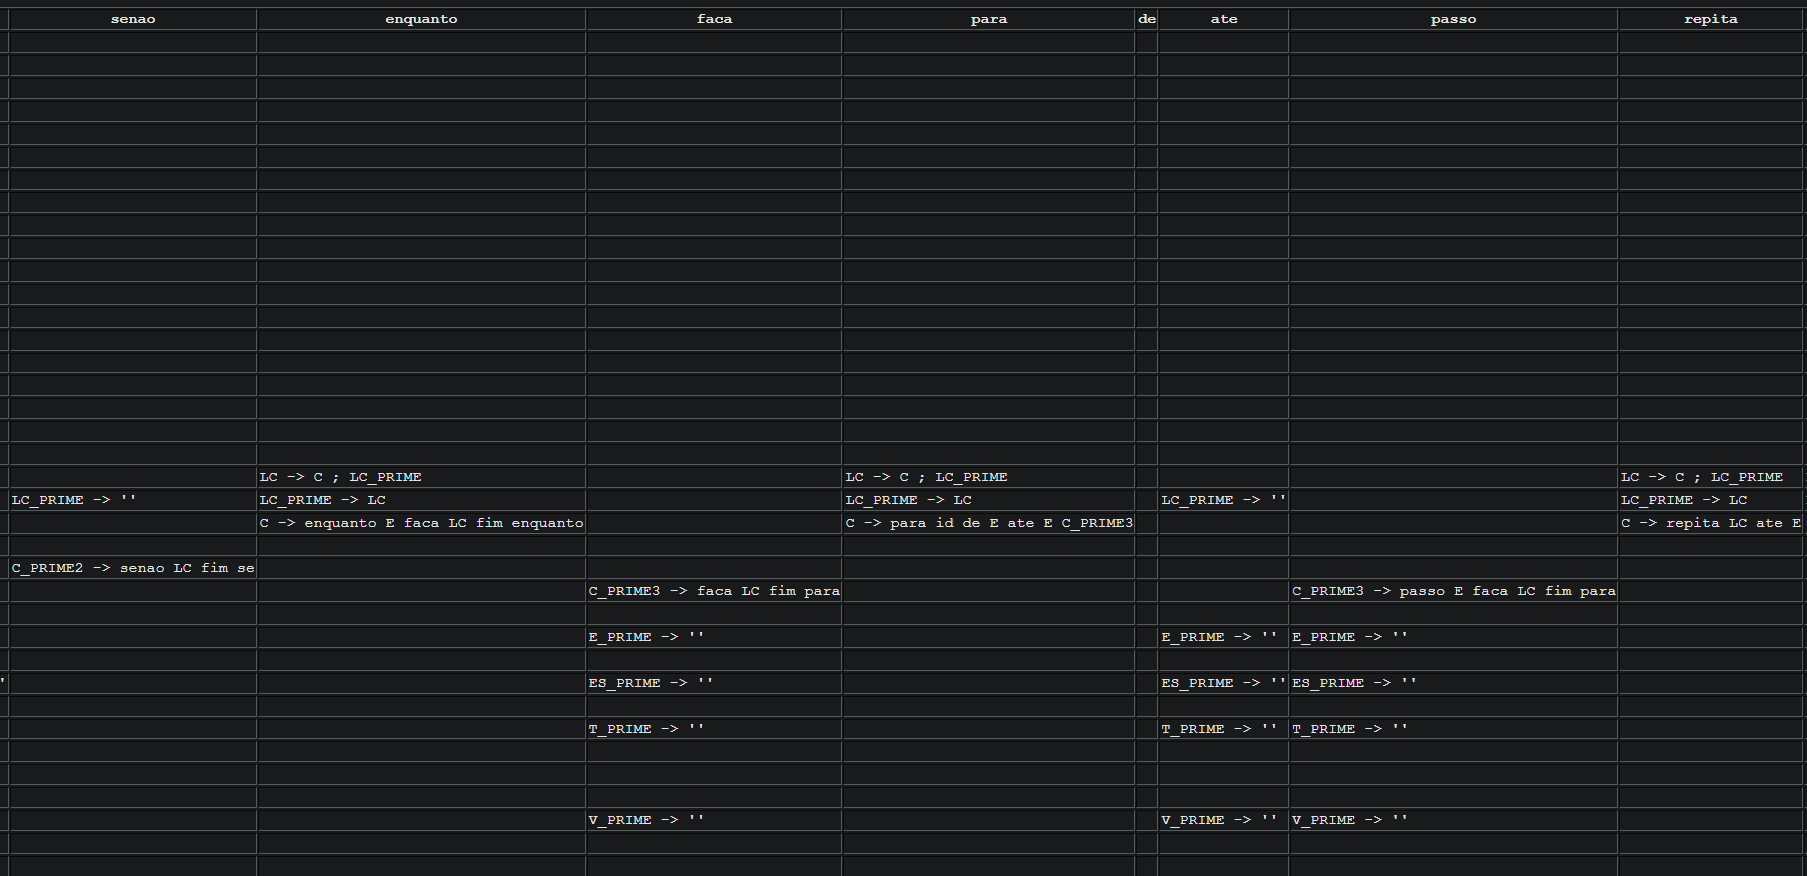 senao enquanto faca para de ate passo repita
LC -> C ; LC_PRIME LC -> C ; LC_PRIME LC -> C ; LC_PRIME
LC_PRIME -> '' LC_PRIME -> LC LC_PRIME -> LC LC_PRIME -> '' LC_PRIME -> LC
C -> enquanto E faca LC fim enquanto C -> para id de E ate E C_PRIME3 C -> repita LC ate E
C_PRIME2 -> senao LC fim se
C_PRIME3 -> faca LC fim para C_PRIME3 -> passo E faca LC fim para
E_PRIME -> '' E_PRIME -> '' E_PRIME -> ''
' ES_PRIME -> '' ES_PRIME -> '' ES_PRIME -> ''
T_PRIME -> '' T_PRIME -> '' T_PRIME -> ''
V_PRIME -> '' V_PRIME -> '' V_PRIME -> ''